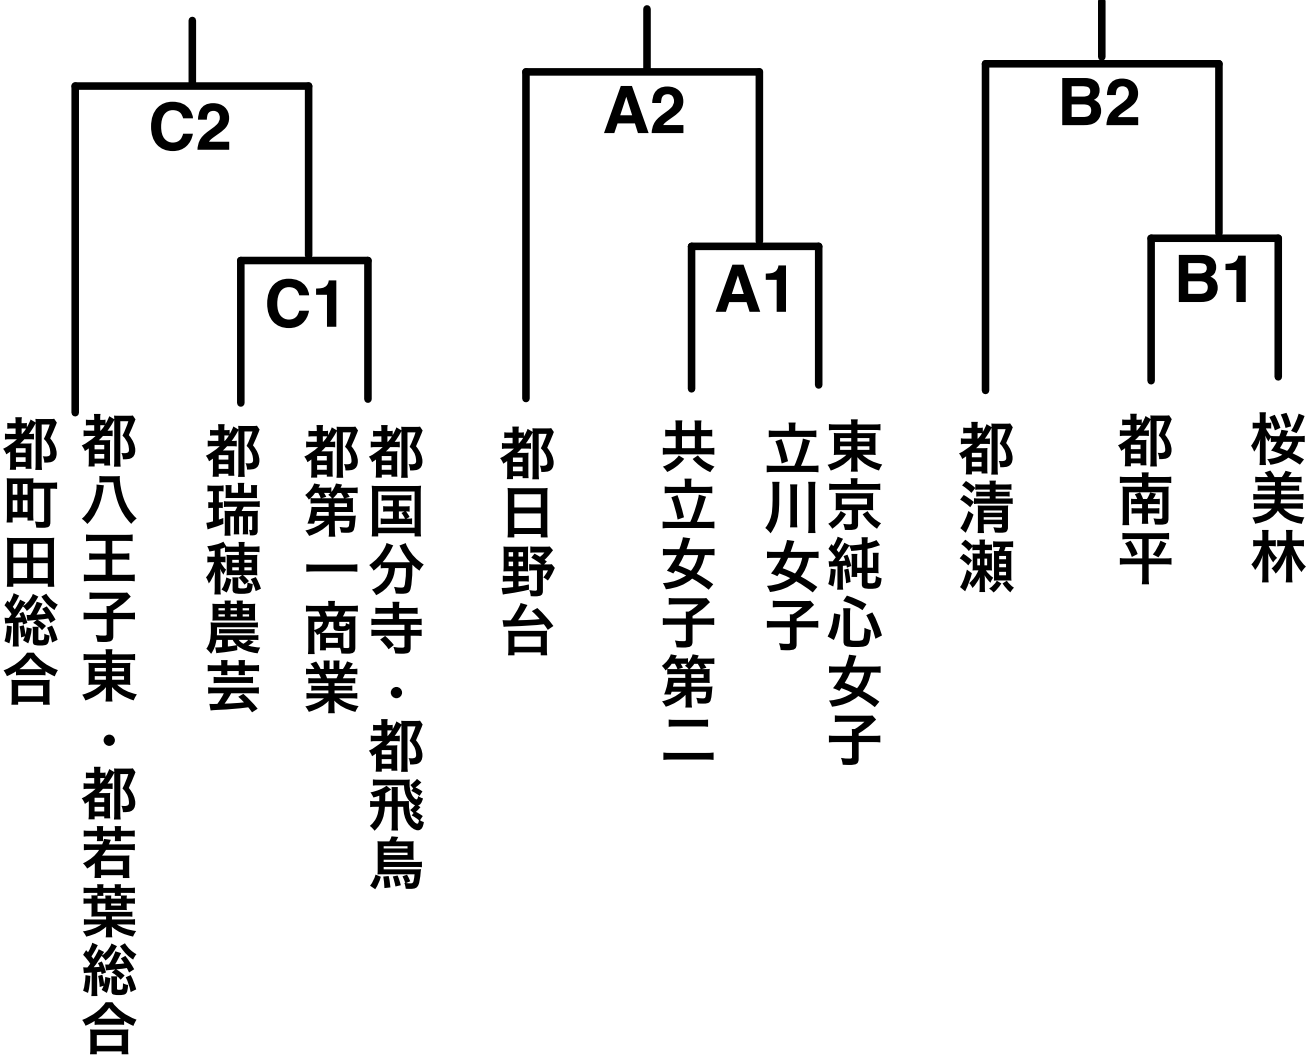 C2
A2
B2
C1
A1
B1
都町田総合
都八王子東・都若葉総合
都瑞穂農芸
都第一商業
都国分寺・都飛鳥
都日野台
共立女子第二
立川女子
東京純心女子
都清瀬
都南平
桜美林